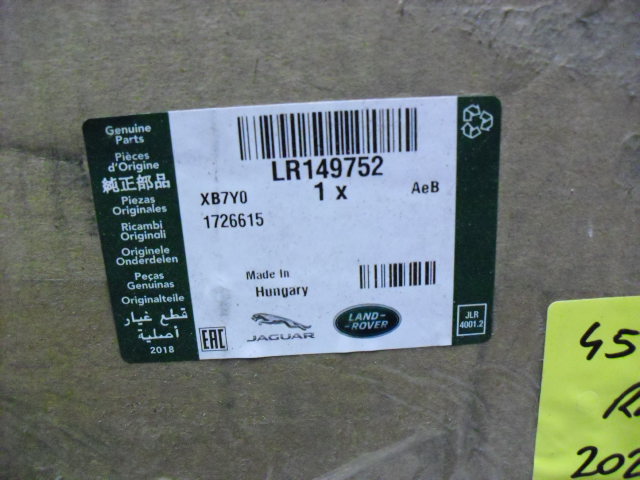 Genuine
Parts
Pièces
d'Origine
純正部品
Piezas
Originales
Ricambi
Originali
Originele
Onderdelen
Peças
Genuínas
Originalteile
قطع غيار
أصلية
2018
LR149752
1 x
AeB
XB7Y0
1726615
Made In
Hungary
EAC
JAGUAR
LAND-
-ROVER
JLR
4001.2
45
202